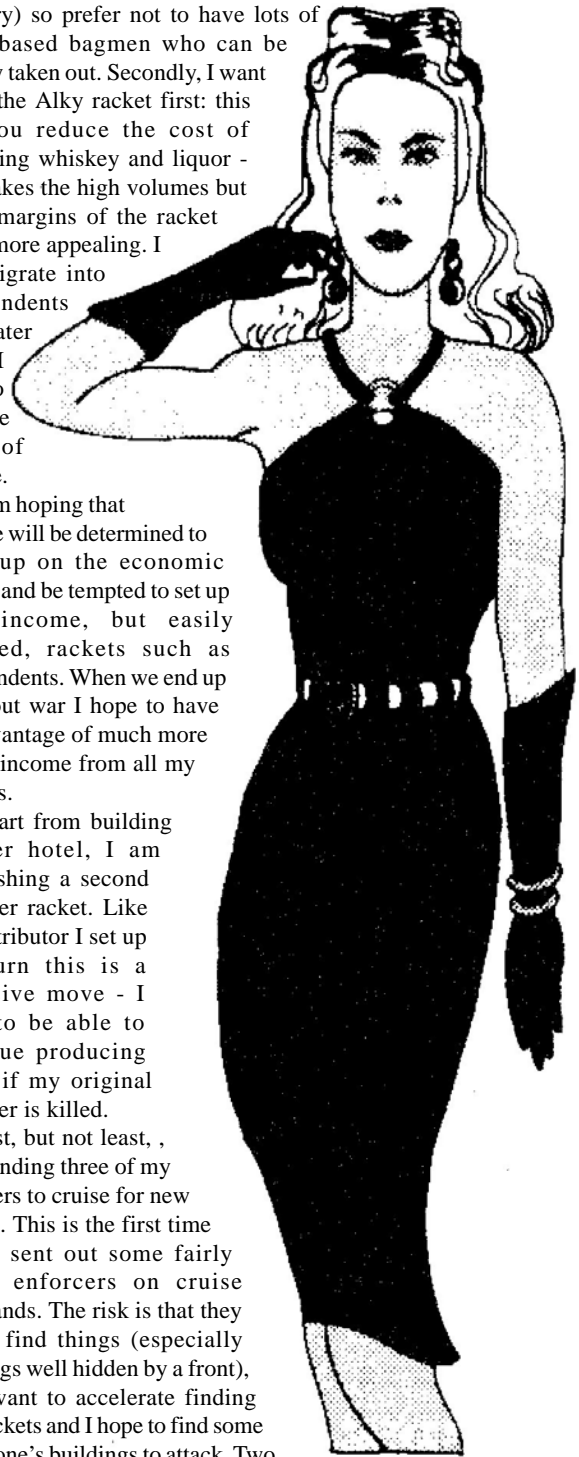 ry) so prefer not to have lots of
based bagmen who can be
y taken out. Secondly, I want
the Alky racket first: this
ou reduce the cost of
ing whiskey and liquor -
akes the high volumes but
margins of the racket
more appealing. I
igrate into
ndents
ater
I
o
e
of
e.
m hoping that
e will be determined to
up on the economic
and be tempted to set up
income, but easily
ed, rackets such as
ndents. When we end up
out war I hope to have
vantage of much more
income from all my
s.
art from building
er hotel, I am
shing a second
er racket. Like
tributor I set up
urn this is a
ive move - I
to be able to
ue producing
if my original
er is killed.
st, but not least, ,
nding three of my
ers to cruise for new
. This is the first time
sent out some fairly
enforcers on cruise
ands. The risk is that they
find things (especially
gs well hidden by a front),
want to accelerate finding
ckets and I hope to find some
one's buildings to attack. Two